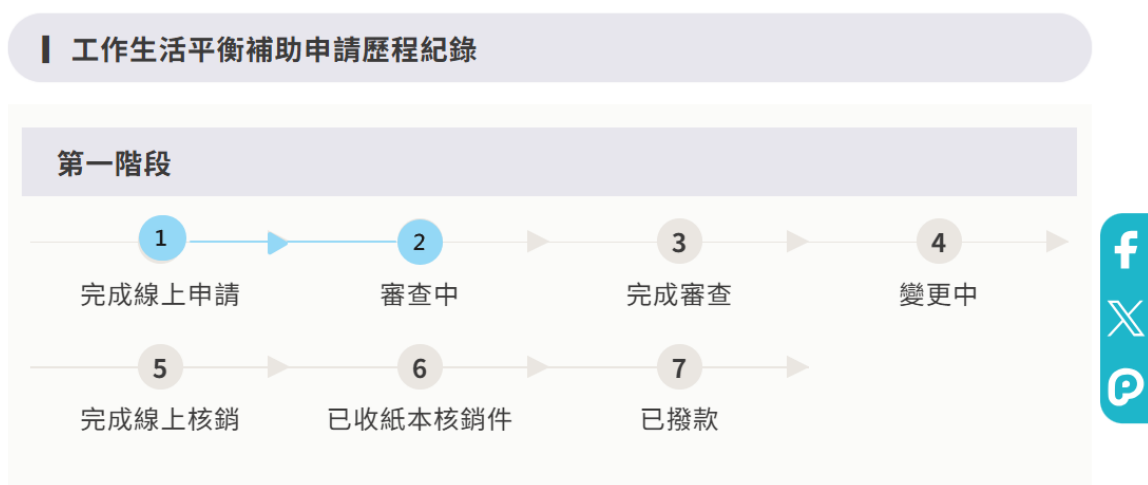 工作生活平衡補助申請歷程紀錄
第一階段
1
2
3
4
完成線上申請
審查中
完成審查
變更中
5
6
7
完成線上核銷
已收紙本核銷件
已撥款